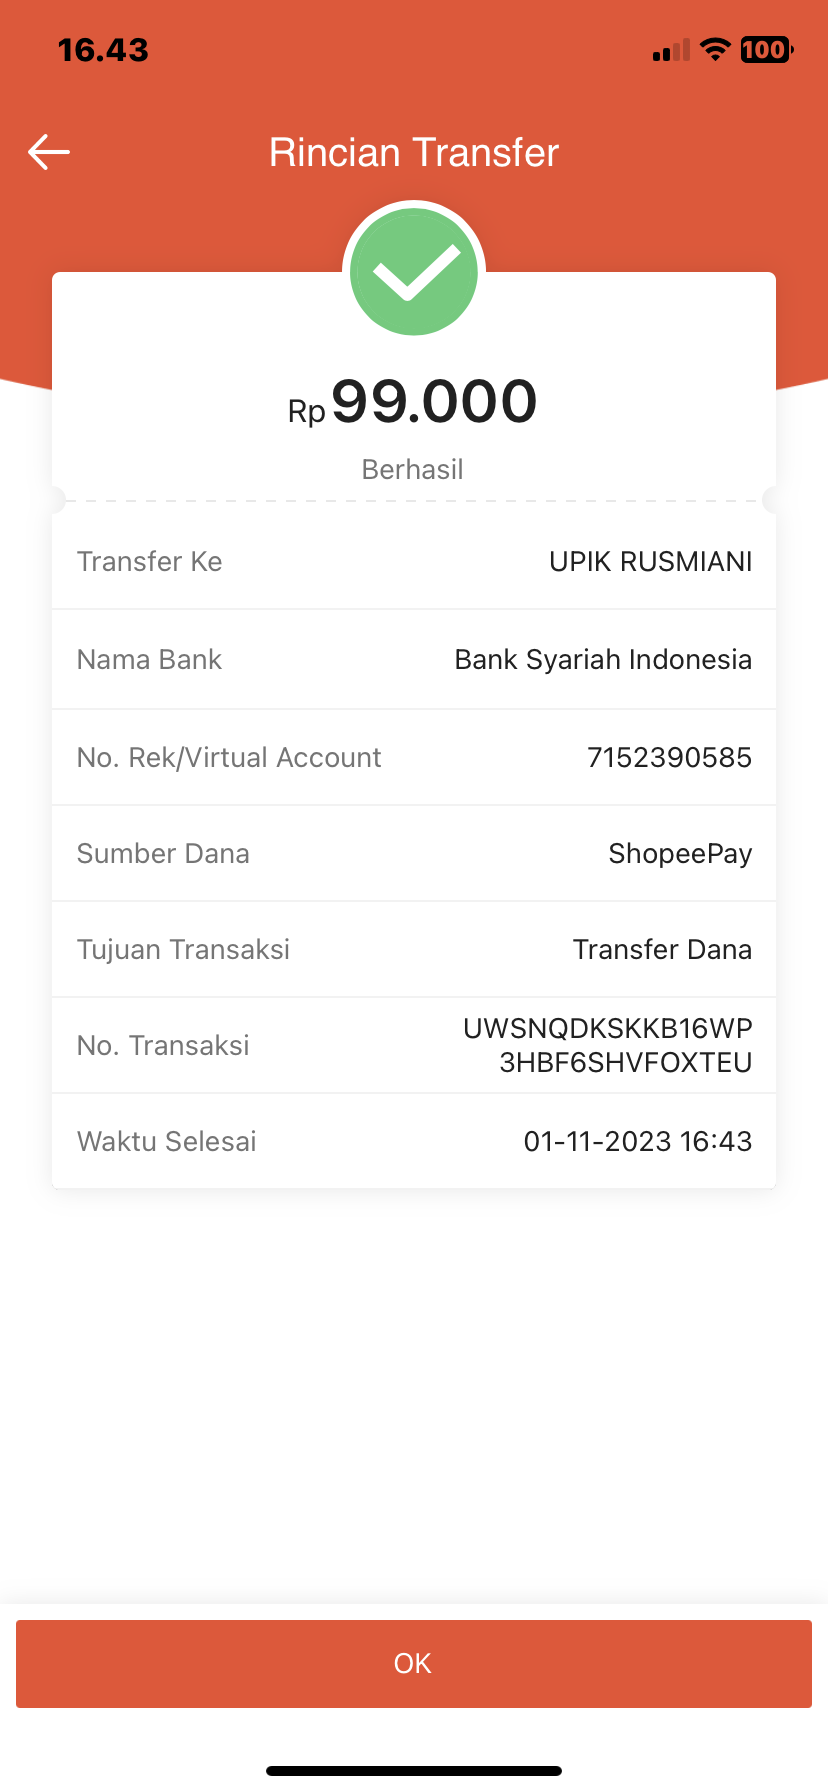 16.43
100
Rincian Transfer
Rp99.000
Berhasil
Transfer Ke UPIK RUSMIANI
Nama Bank Bank Syariah Indonesia
No. Rek/Virtual Account 7152390585
Sumber Dana ShopeePay
Tujuan Transaksi Transfer Dana
No. Transaksi UWSNQDKSKKB16WP
3HBF6SHVFOXTEU
Waktu Selesai 01-11-2023 16:43
OK